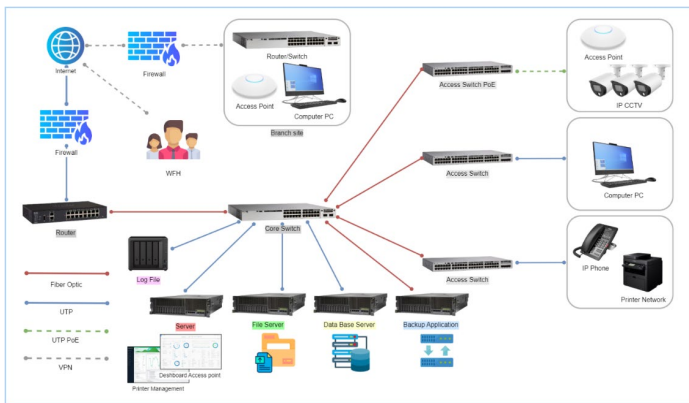 Internet
Firewall
Router/Switch
Access Point
Computer PC
Branch site
Access Switch PoE
Access Point
IP CCTV
Firewall
WFH
Access Switch
Computer PC
Router
Core Switch
Log File
Access Switch
IP Phone
Printer Network
Fiber Optic
UTP
UTP PoE
VPN
Server
File Server
Data Base Server
Backup Application
Dashboard Access point
Printer Management